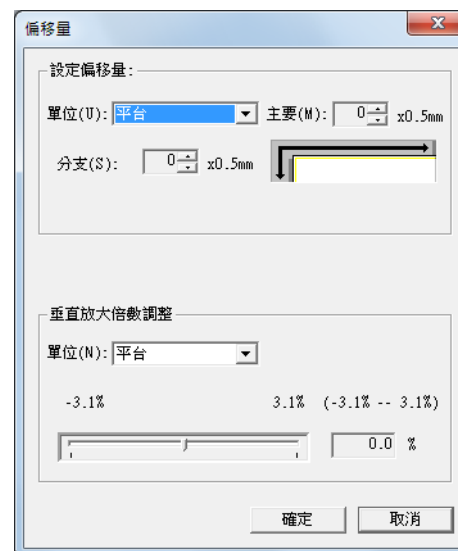 偏移量
設定偏移量:
單位(U): 平台 主要(M): 0 x0.5mm
分支(S): 0 x0.5mm
垂直放大倍數調整
單位(N): 平台
-3.1% 3.1% (-3.1% -- 3.1%)
0.0 %
確定 取消